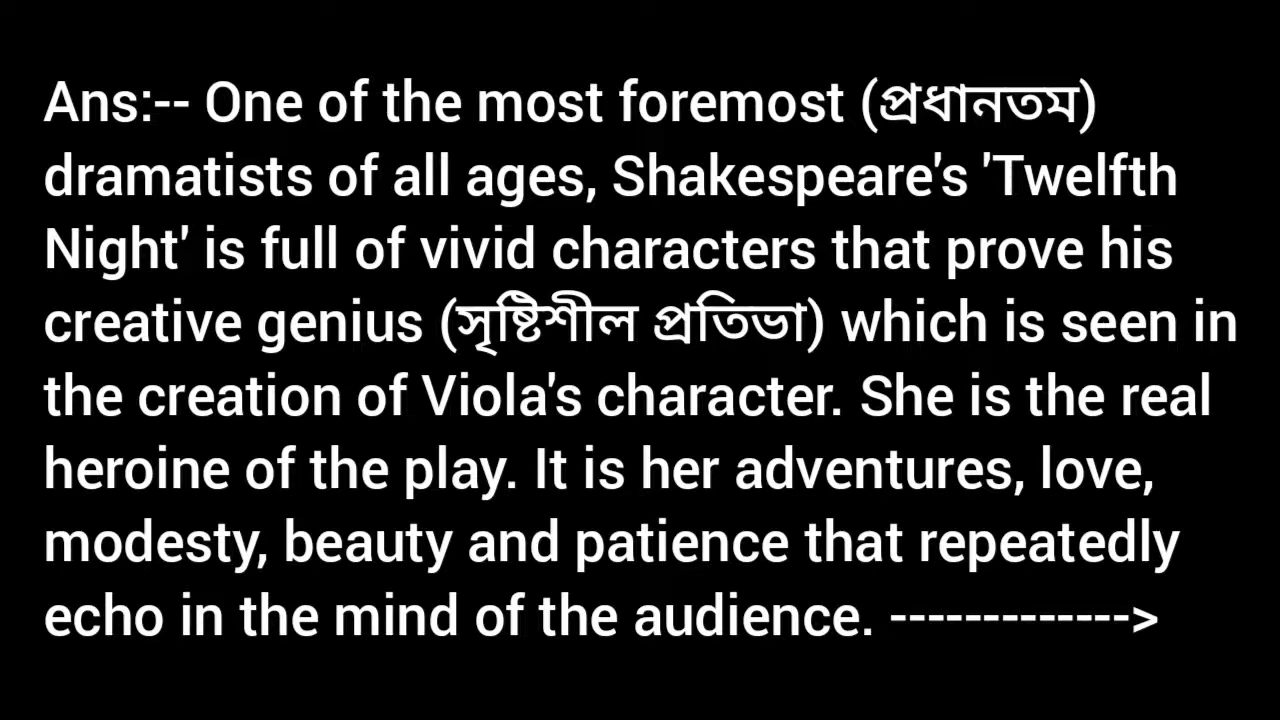 Ans:-- One of the most foremost (প্রধানতম)
dramatists of all ages, Shakespeare's 'Twelfth
Night' is full of vivid characters that prove his
creative genius (সৃষ্টিশীল প্রতিভা) which is seen in
the creation of Viola's character. She is the real
heroine of the play. It is her adventures, love,
modesty, beauty and patience that repeatedly
echo in the mind of the audience. ------------->